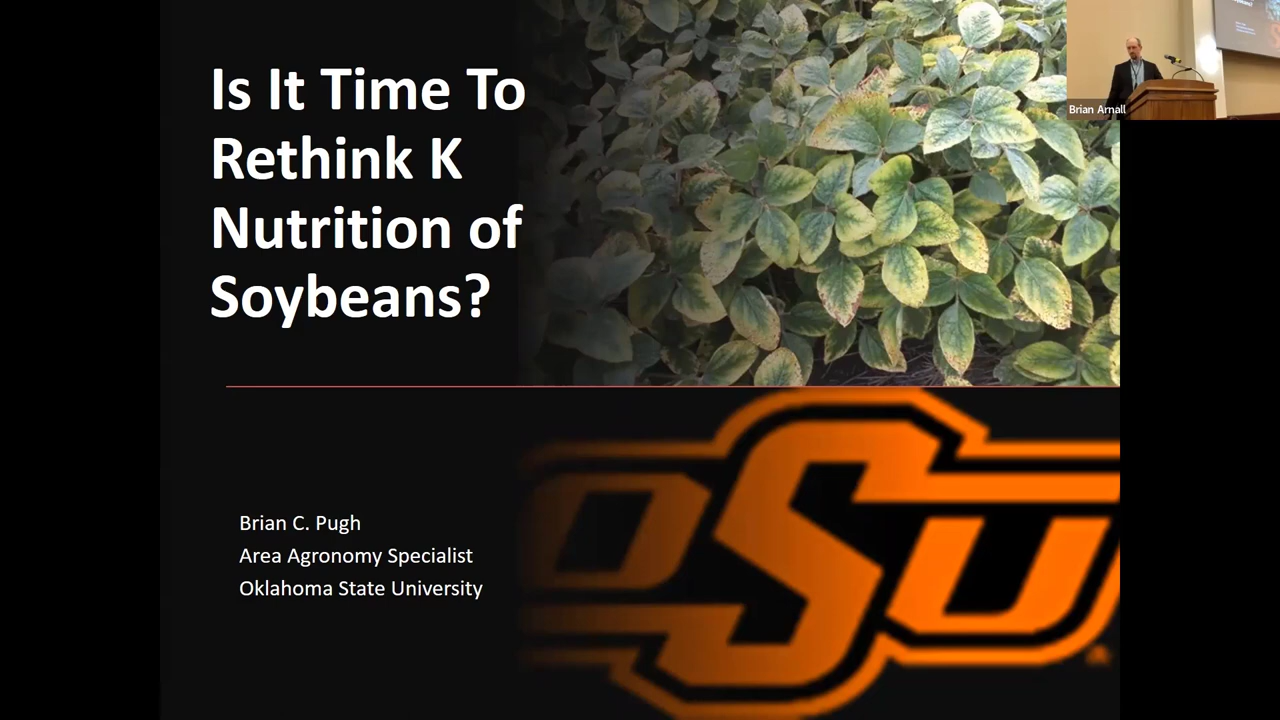 Is It Time To
Rethink K
Nutrition of
Soybeans?
Brian C. Pugh
Area Agronomy Specialist
Oklahoma State University
OSU
Brian Arnall